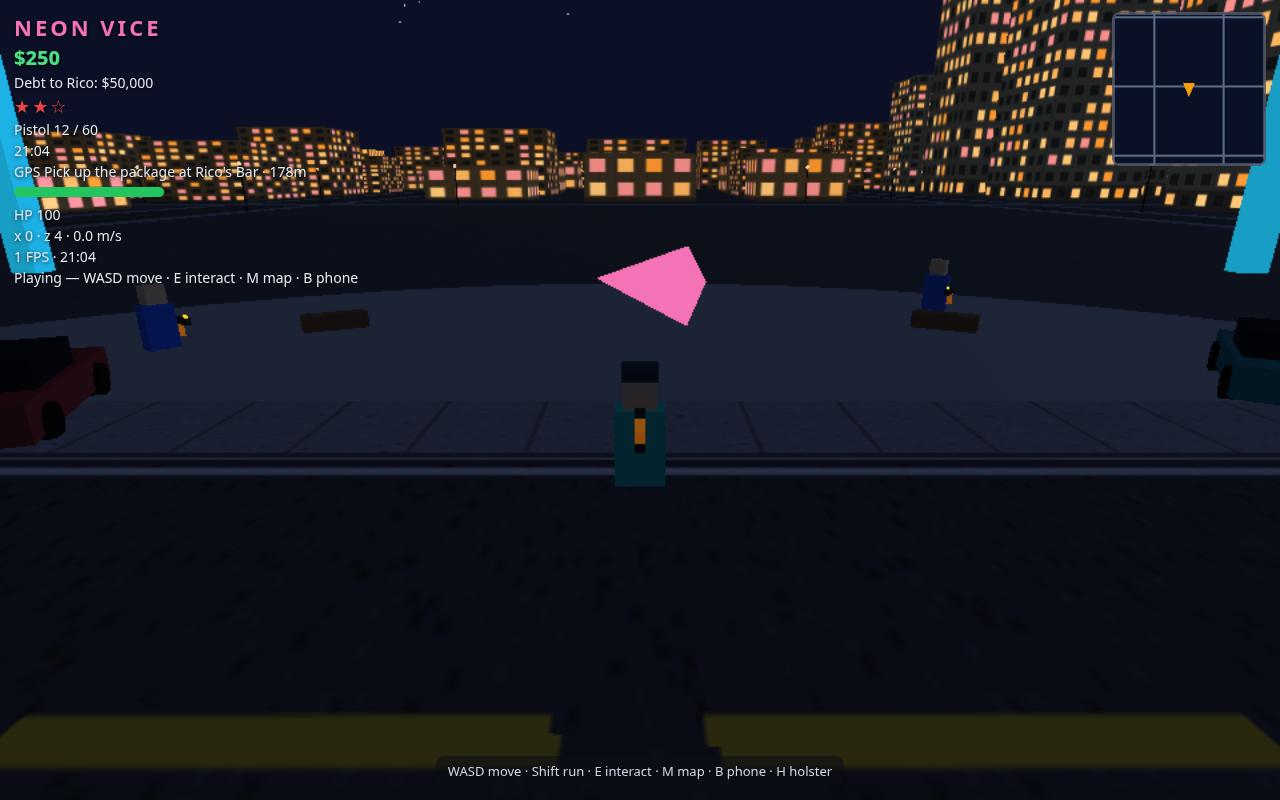 NEON VICE
$250
Debt to Rico: $50,000
★★☆
Pistol 12 / 60
21:04
GPS Pick up the package at Rico's Bar · 178m
HP 100
x 0 · z 4 · 0.0 m/s
1 FPS · 21:04
Playing — WASD move · E interact · M map · B phone
WASD move · Shift run · E interact · M map · B phone · H holster